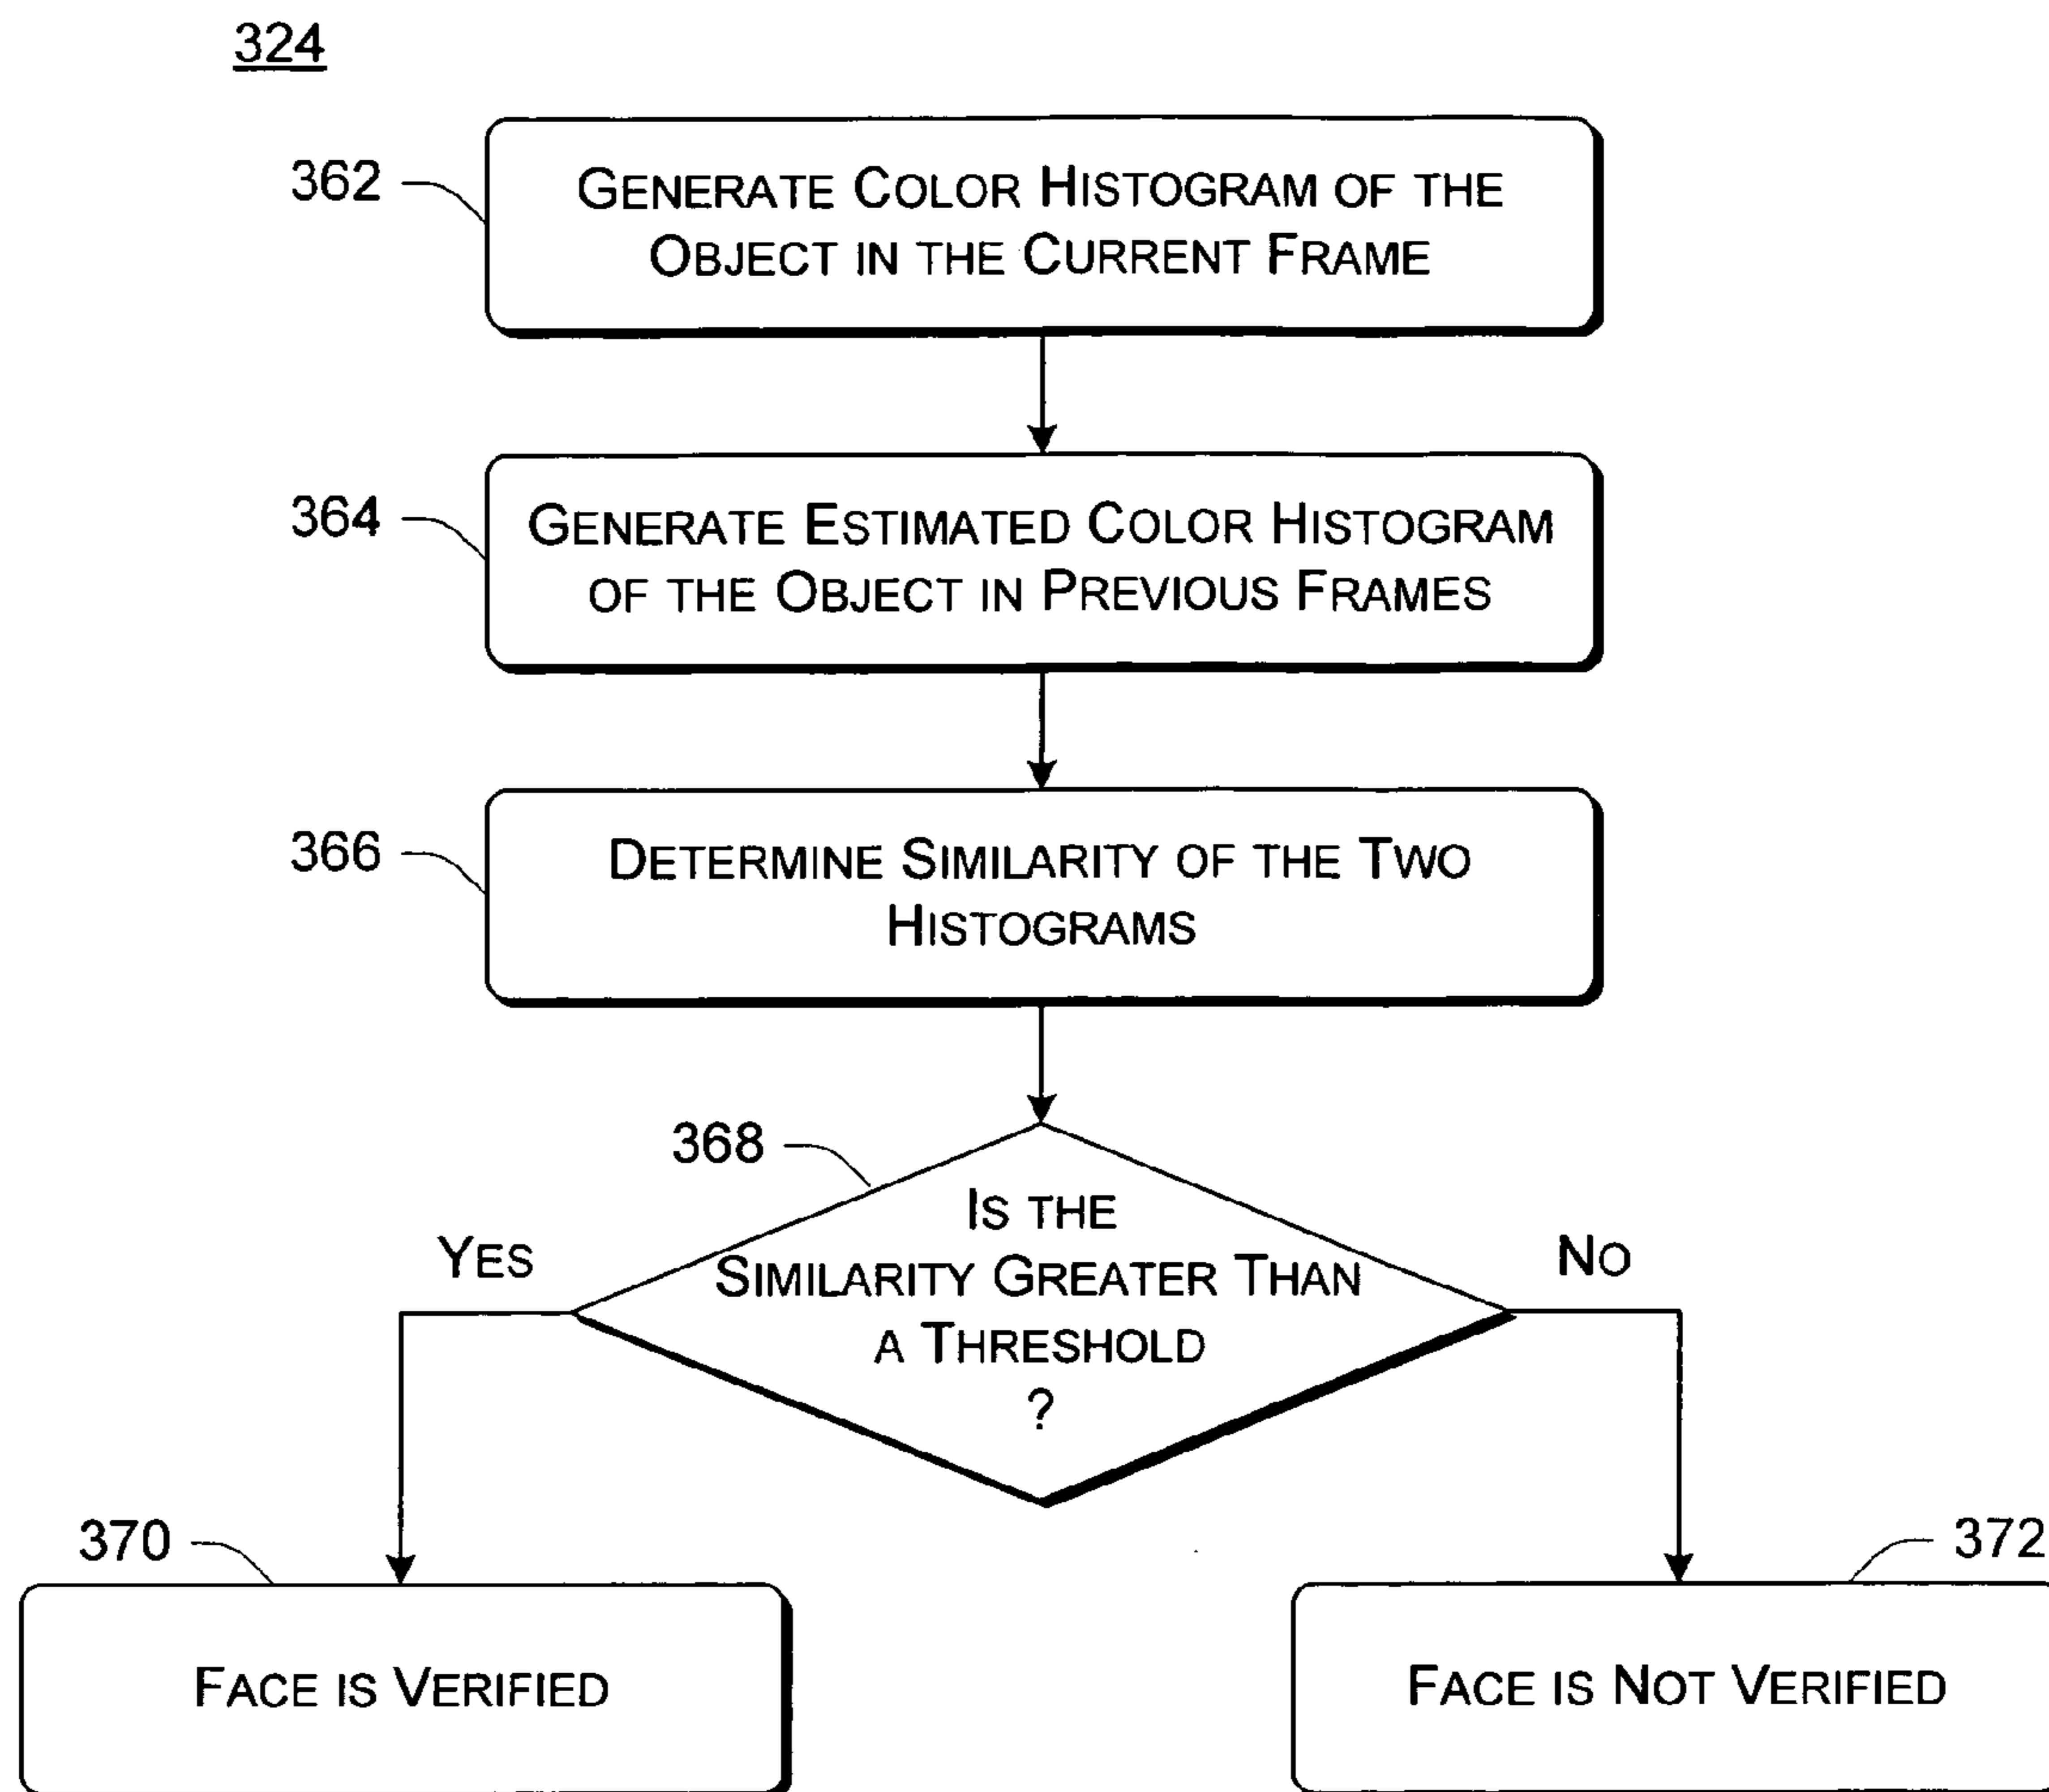 324
362
GENERATE COLOR HISTOGRAM OF THE
OBJECT IN THE CURRENT FRAME
364
GENERATE ESTIMATED COLOR HISTOGRAM
OF THE OBJECT IN PREVIOUS FRAMES
366
DETERMINE SIMILARITY OF THE TWO
HISTOGRAMS
368
IS THE
SIMILARITY GREATER THAN
A THRESHOLD
?
YES
NO
370
FACE IS VERIFIED
372
FACE IS NOT VERIFIED